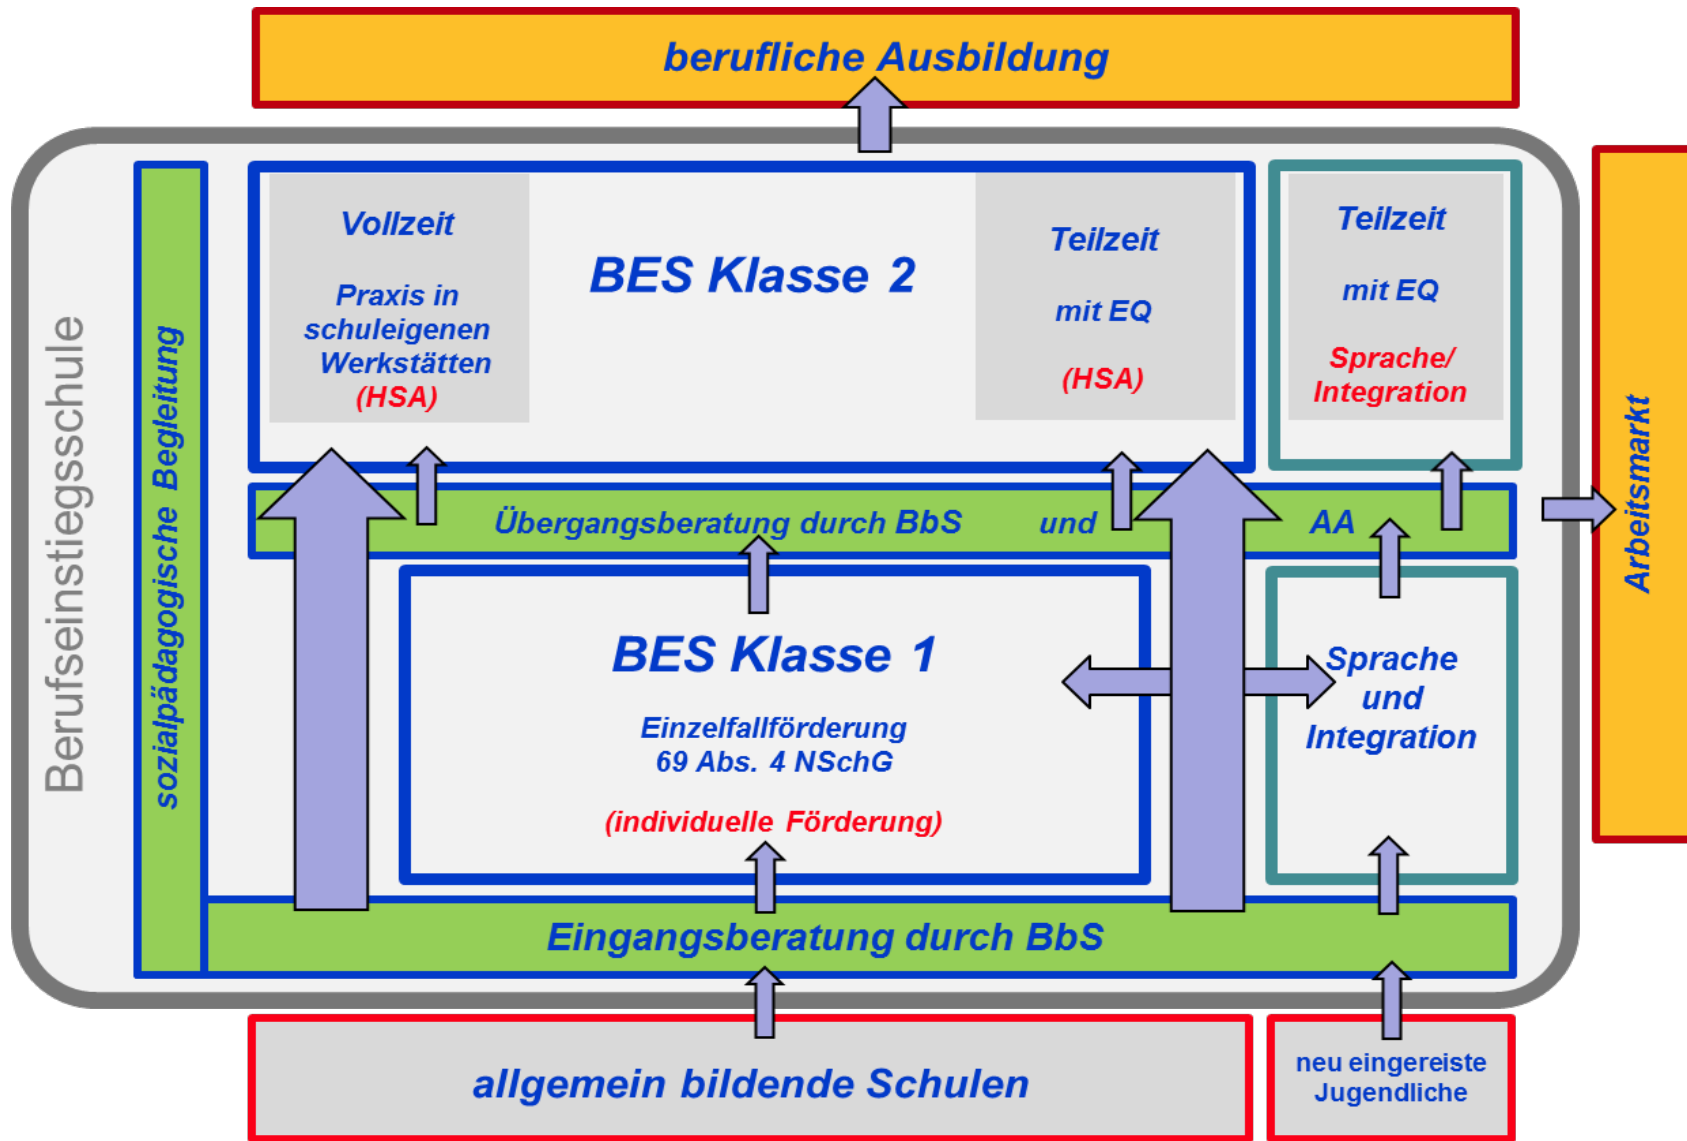 berufliche Ausbildung
Berufseinstiegsschule
sozialpädagogische Begleitung
Vollzeit
Praxis in
schuleigenen
Werkstätten
(HSA)
BES Klasse 2
Teilzeit
mit EQ
(HSA)
Teilzeit
mit EQ
Sprache/
Integration
Arbeitsmarkt
Übergangsberatung durch BbS und AA
BES Klasse 1
Einzelfallförderung
69 Abs. 4 NSchG
(individuelle Förderung)
Sprache
und
Integration
Eingangsberatung durch BbS
allgemein bildende Schulen
neu eingereiste
Jugendliche